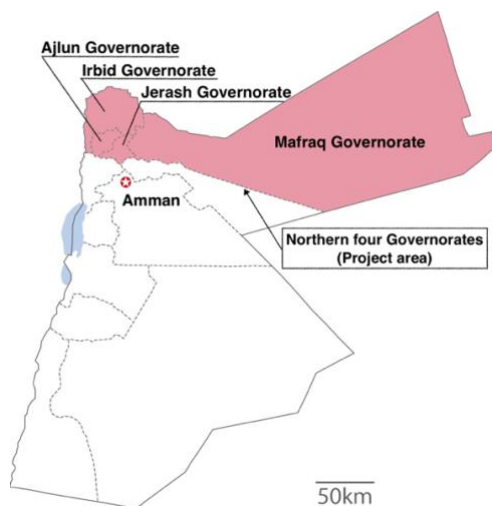 Ajlun Governorate
Irbid Governorate
Jerash Governorate
Mafraq Governorate
Amman
Northern four Governorates
(Project area)
50km